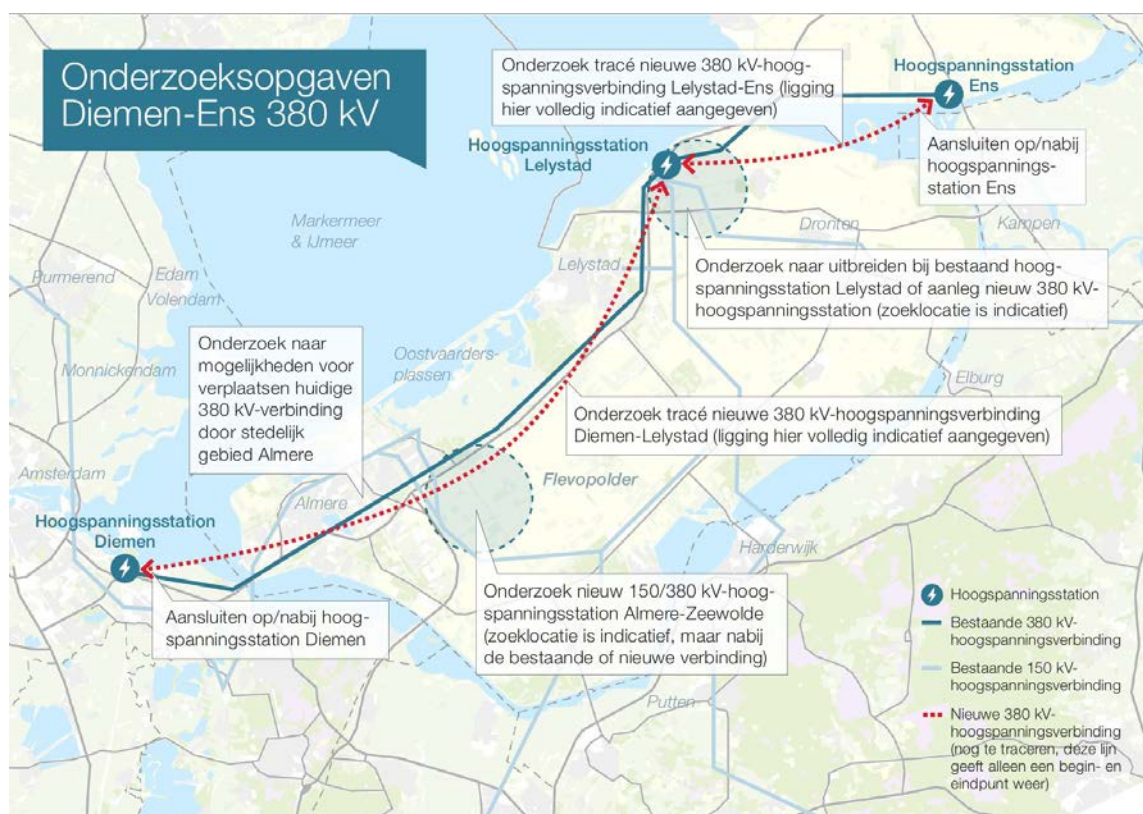 Onderzoeksopgaven
Diemen-Ens 380 kV
Onderzoek tracé nieuwe 380 kV-hoog-
spanningsverbinding Lelystad-Ens (ligging
hier volledig indicatief aangegeven)
Hoogspanningsstation
Ens
Hoogspanningsstation
Lelystad
Aansluiten op/nabij
hoogspannings-
station Ens
Markermeer
& IJmeer
Dronten
Kampen
Lelystad
Purmerend
Edam
Volendam
Onderzoek naar uitbreiden bij bestaand hoog-
spanningsstation Lelystad of aanleg nieuw 380 kV-
hoogspanningsstation (zoeklocatie is indicatief)
Onderzoek naar
mogelijkheden voor
verplaatsen huidige
380 kV-verbinding
door stedelijk
gebied Almere
Oostvaarders-
plassen
Monnickendam
Elburg
Onderzoek tracé nieuwe 380 kV-hoogspanningsverbinding
Diemen-Lelystad (ligging hier volledig indicatief aangegeven)
Amsterdam
Almere
Flevopolder
Hoogspanningsstation
Diemen
Harderwijk
Aansluiten op/nabij hoog-
spanningsstation Diemen
Onderzoek nieuw 150/380 kV-hoog-
spanningsstation Almere-Zeewolde
(zoeklocatie is indicatief, maar nabij
de bestaande of nieuwe verbinding)
Putten
Hoogspanningsstation
Bestaande 380 kV-
hoogspanningsverbinding
Bestaande 150 kV-
hoogspanningsverbinding
Nieuwe 380 kV-
hoogspanningsverbinding
(nog te traceren, deze lijn
geeft alleen een begin- en
eindpunt weer)